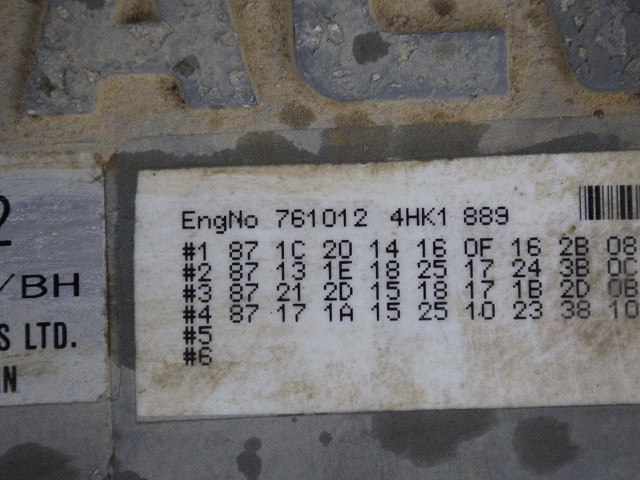 EngNo 761012 4HK1 889
#1 87 1C 20 14 16 0F 16 2B 08
#2 87 13 1E 18 25 17 24 3B 0C
#3 87 21 2D 15 18 17 1B 2D 0B
#4 87 17 1A 15 25 10 23 38 10
#5
#6
2
/BH
S LTD.
AN